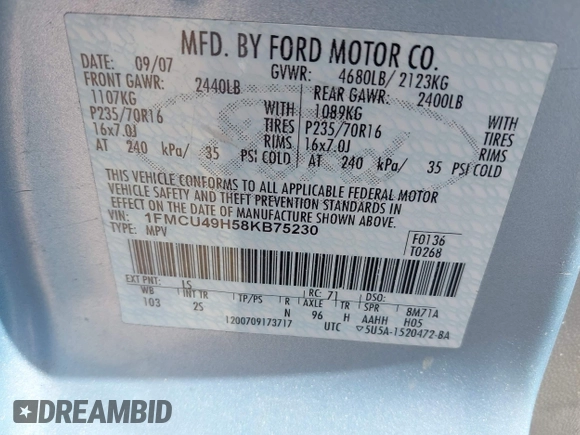 MFD. BY FORD MOTOR CO.
DATE: 09/07 GVWR: 4680LB/ 2123KG
FRONT GAWR: 2440LB REAR GAWR: 2400LB
1107KG WITH 1089KG WITH
P235/70R16 TIRES P235/70R16 TIRES
16x7.0J RIMS 16x7.0J RIMS
AT 240 kPa/ 35 PSI COLD AT 240 kPa/ 35 PSI COLD
THIS VEHICLE CONFORMS TO ALL APPLICABLE FEDERAL MOTOR
VEHICLE SAFETY AND THEFT PREVENTION STANDARDS IN
EFFECT ON THE DATE OF MANUFACTURE SHOWN ABOVE.
VIN: 1FMCU49H58KB75230
TYPE: MPV
F0136
T0268
EXT PNT: LS RC: 71 DSO:
WB INT TR TP/PS R AXLE TR SPR 8M71A
103 2S N 96 H AAHH H05
1200709173717 UTC ▽5U5A-1520472-BA
Ford
DREAMBID